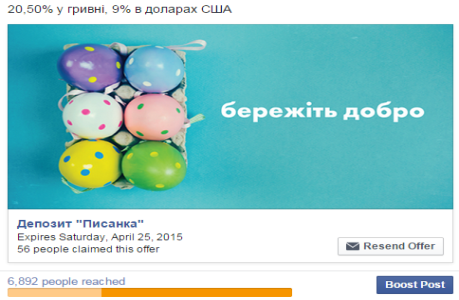 20,50% у гривні, 9% в доларах США
бережіть добро
Депозит "Писанка"
Expires Saturday, April 25, 2015
56 people claimed this offer
Resend Offer
6,892 people reached
Boost Post